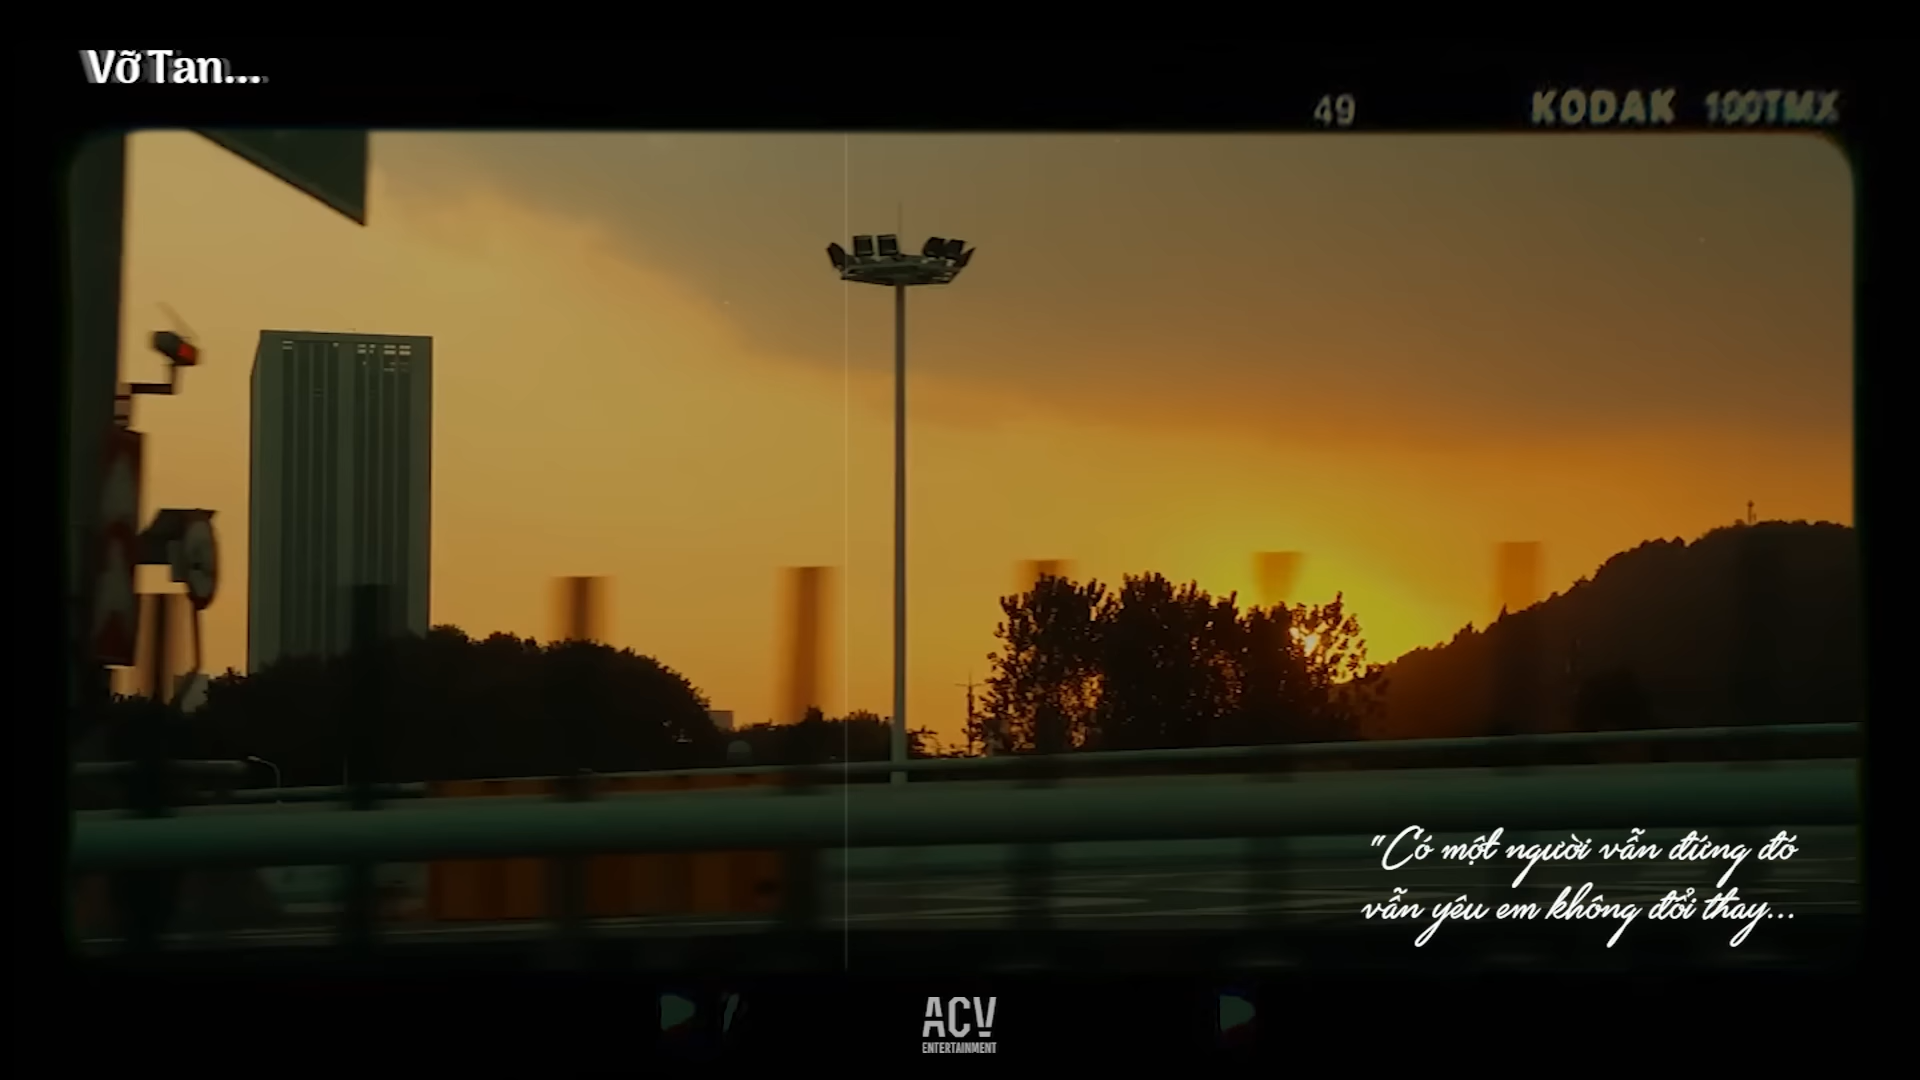 Vỡ Tan...
49 KODAK 100TMX
"Có một người vẫn đứng đó
vẫn yêu em không đổi thay...
ACV
ENTERTAINMENT